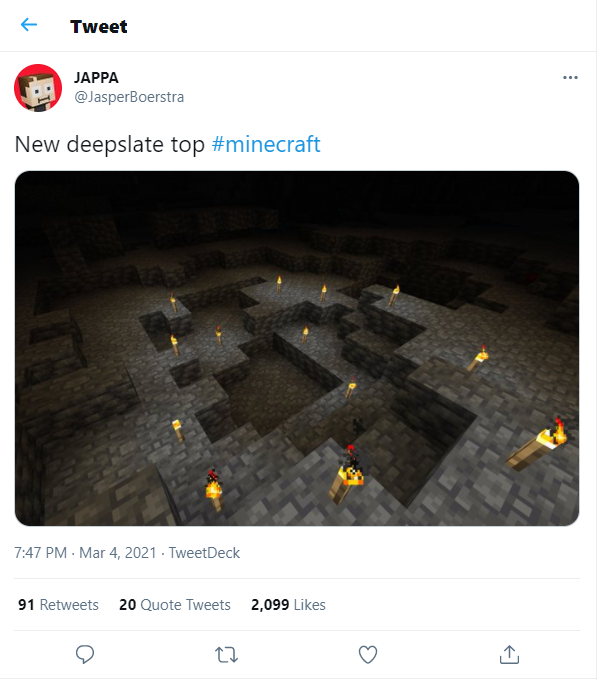 Tweet
JAPPA
@JasperBoerstra
New deepslate top #minecraft
7:47 PM · Mar 4, 2021 · TweetDeck
91 Retweets 20 Quote Tweets 2,099 Likes